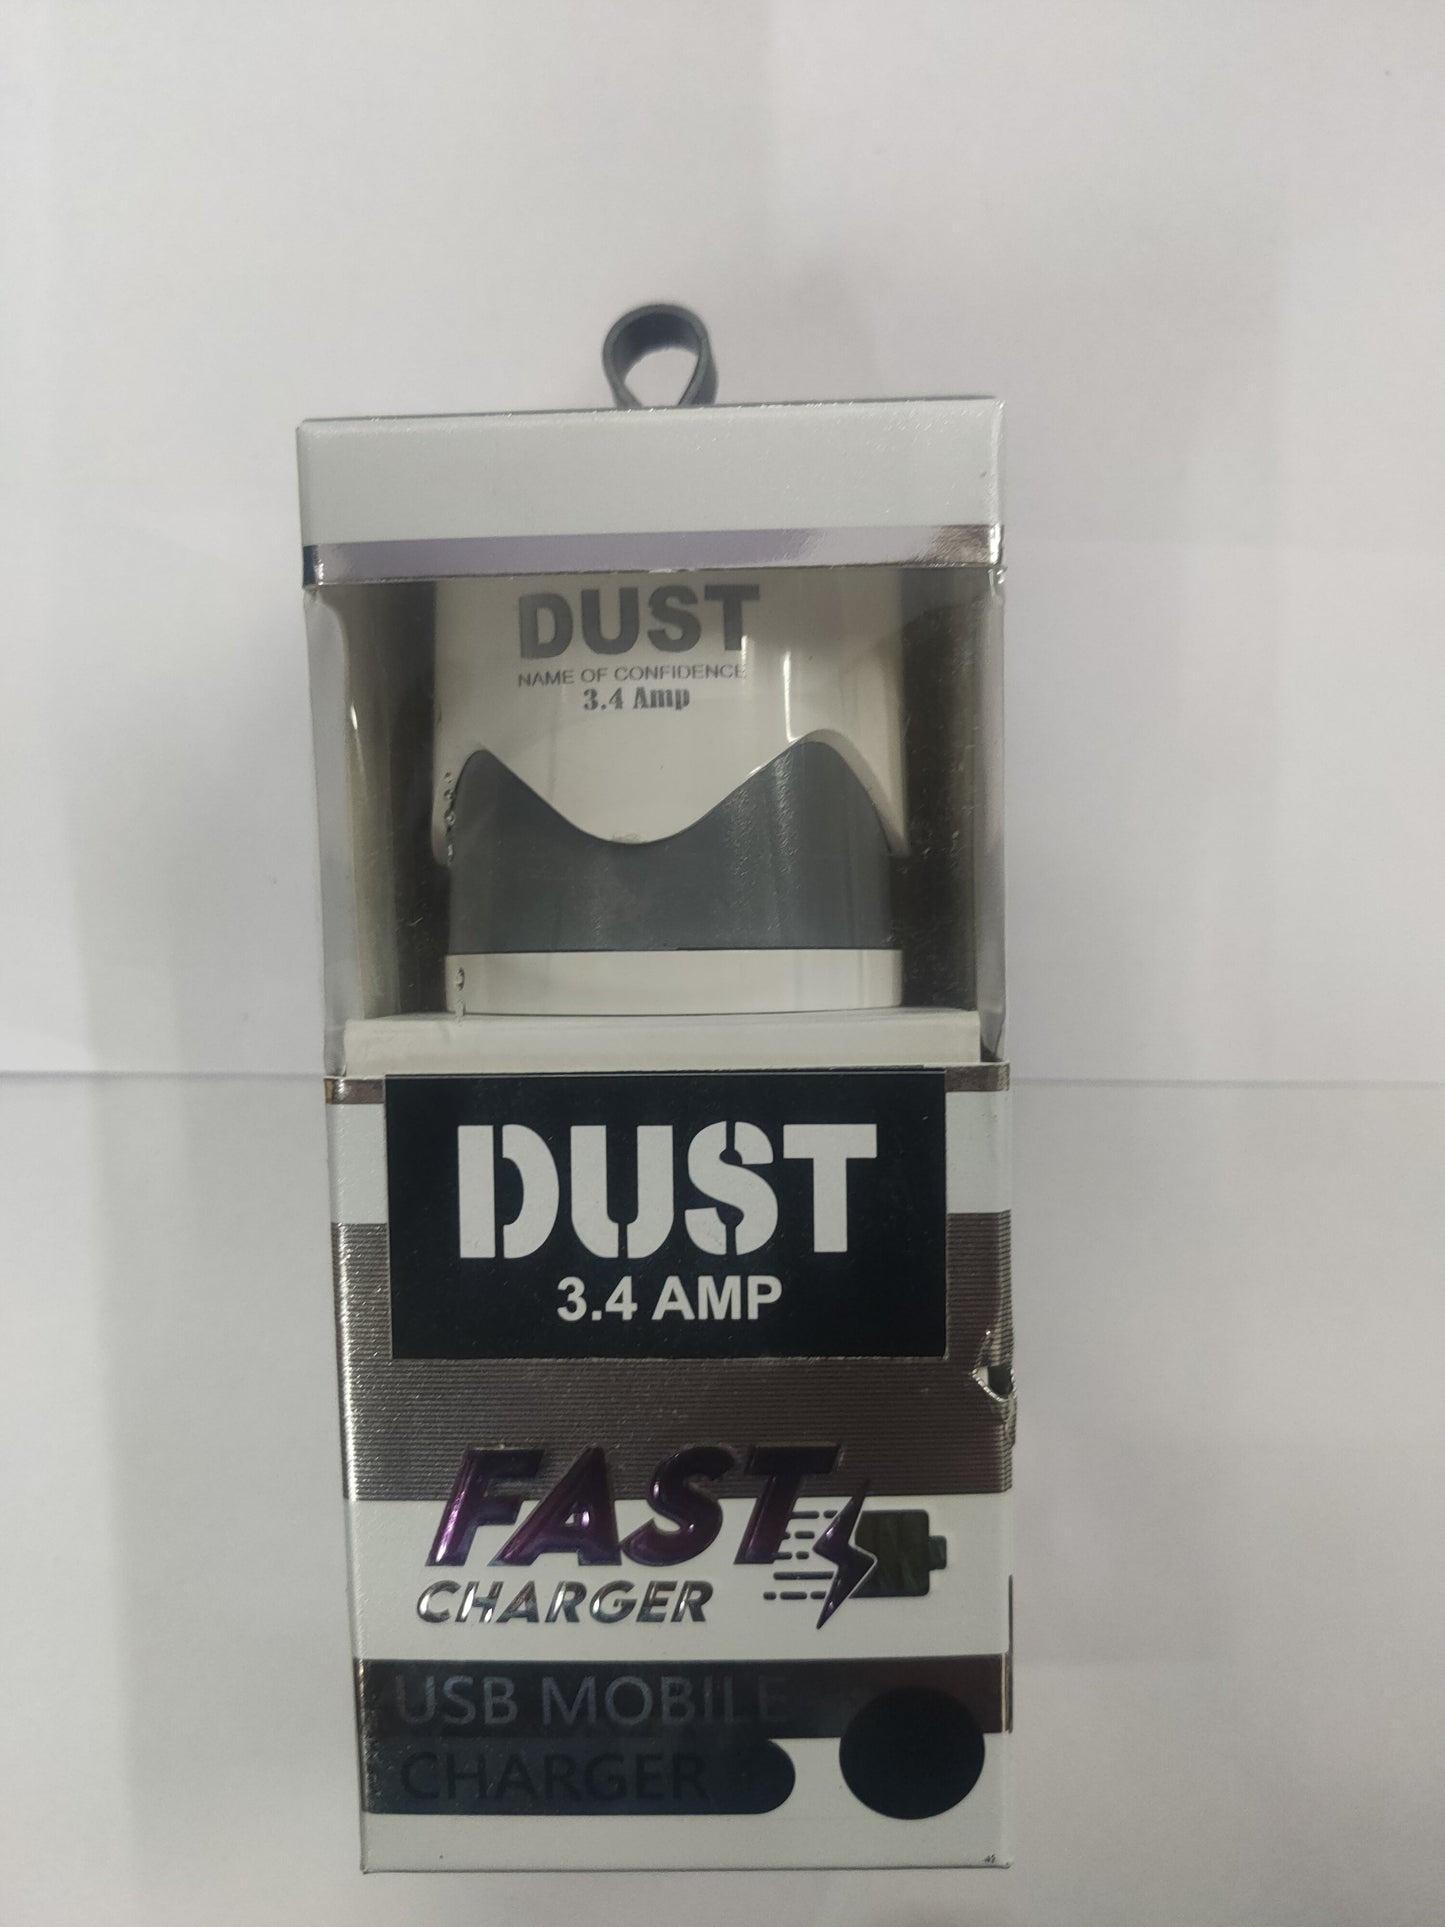 DUST
NAME OF CONFIDENCE
3.4 Amp
DUST
3.4 AMP
FAST
CHARGER
USB MOBILE
CHARGER